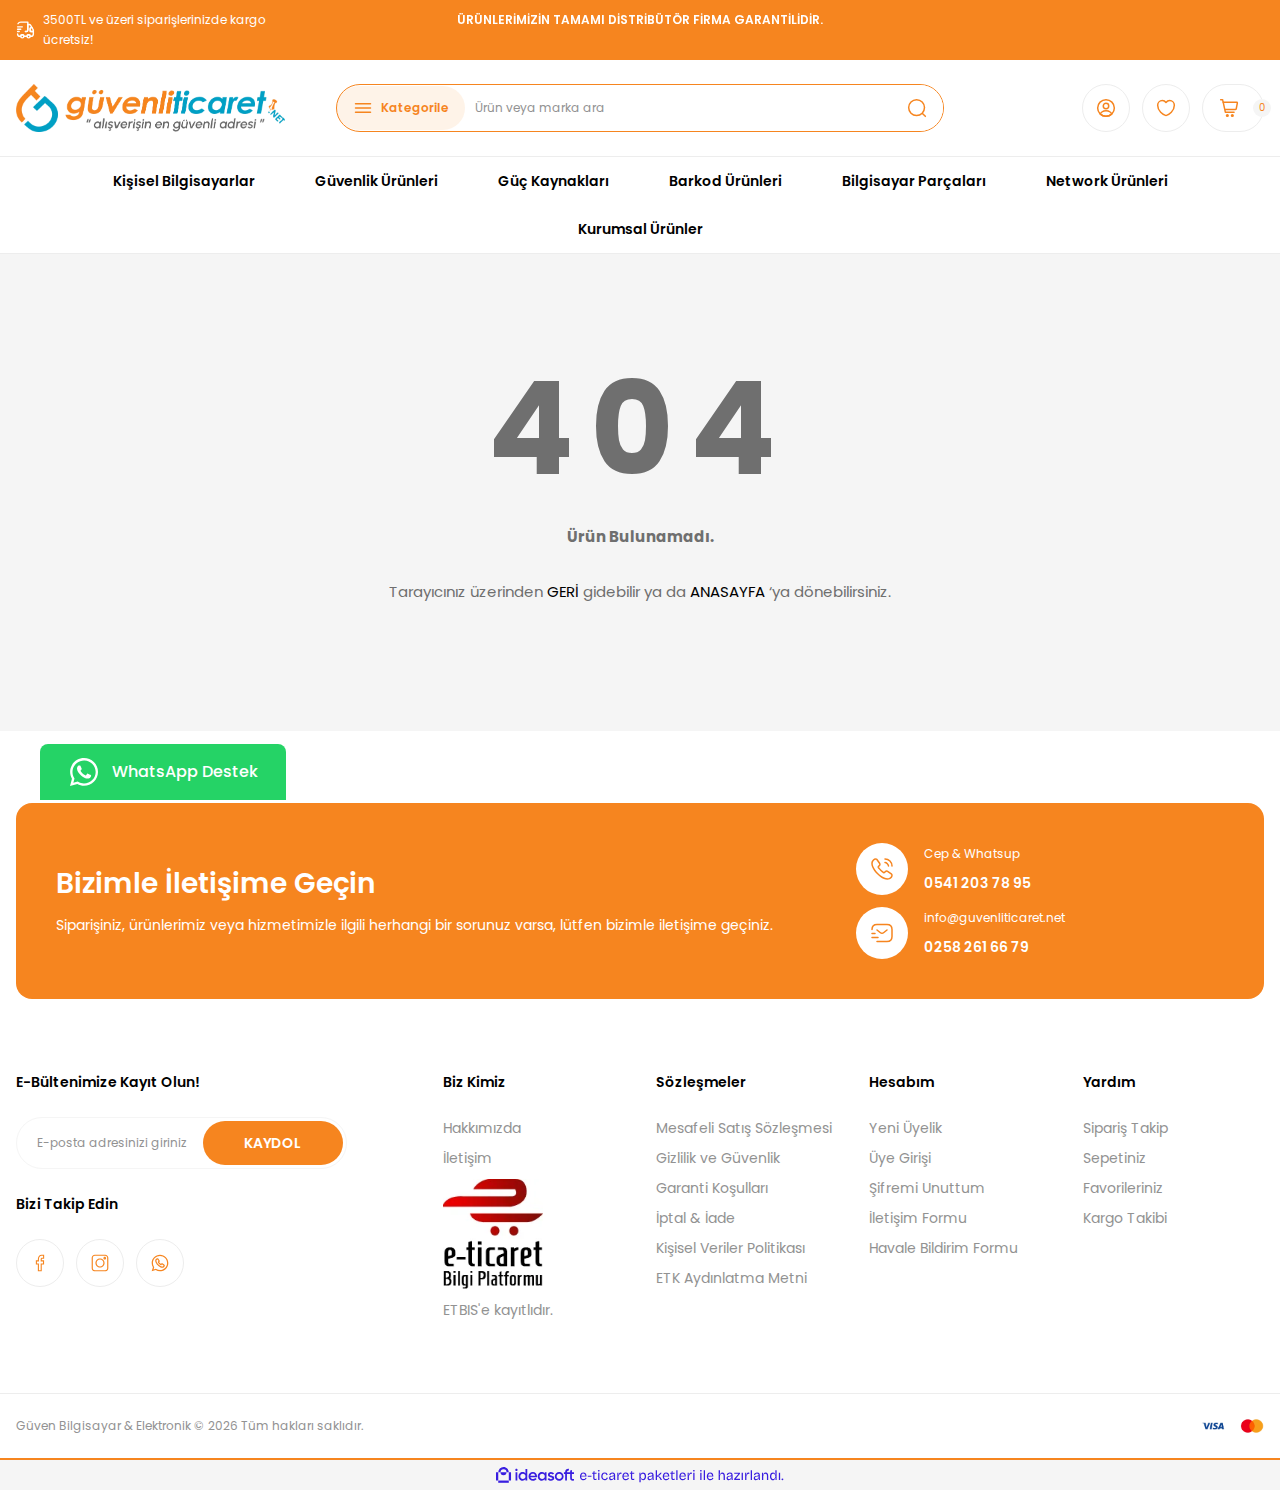 3500TL ve üzeri siparişlerinizde kargo
ücretsiz!
ÜRÜNLERİMİZİN TAMAMI DİSTRİBÜTÖR FİRMA GARANTİLİDİR.
güvenliticaret.NET
" alışverişin en güvenli adresi "
Kategorile
Ürün veya marka ara
0
Kişisel Bilgisayarlar
Güvenlik Ürünleri
Güç Kaynakları
Barkod Ürünleri
Bilgisayar Parçaları
Network Ürünleri
Kurumsal Ürünler
404
Ürün Bulunamadı.
Tarayıcınız üzerinden GERİ gidebilir ya da ANASAYFA 'ya dönebilirsiniz.
WhatsApp Destek
Bizimle İletişime Geçin
Siparişiniz, ürünlerimiz veya hizmetimizle ilgili herhangi bir sorunuz varsa, lütfen bizimle iletişime geçiniz.
Cep & Whatsup
0541 203 78 95
info@guvenliticaret.net
0258 261 66 79
E-Bültenimize Kayıt Olun!
E-posta adresinizi giriniz
KAYDOL
Bizi Takip Edin
Biz Kimiz
Hakkımızda
İletişim
e-ticaret
Bilgi Platformu
ETBIS'e kayıtlıdır.
Sözleşmeler
Mesafeli Satış Sözleşmesi
Gizlilik ve Güvenlik
Garanti Koşulları
İptal & İade
Kişisel Veriler Politikası
ETK Aydınlatma Metni
Hesabım
Yeni Üyelik
Üye Girişi
Şifremi Unuttum
İletişim Formu
Havale Bildirim Formu
Yardım
Sipariş Takip
Sepetiniz
Favorileriniz
Kargo Takibi
Güven Bilgisayar & Elektronik © 2026 Tüm hakları saklıdır.
VISA
ideasoft e-ticaret paketleri ile hazırlandı.